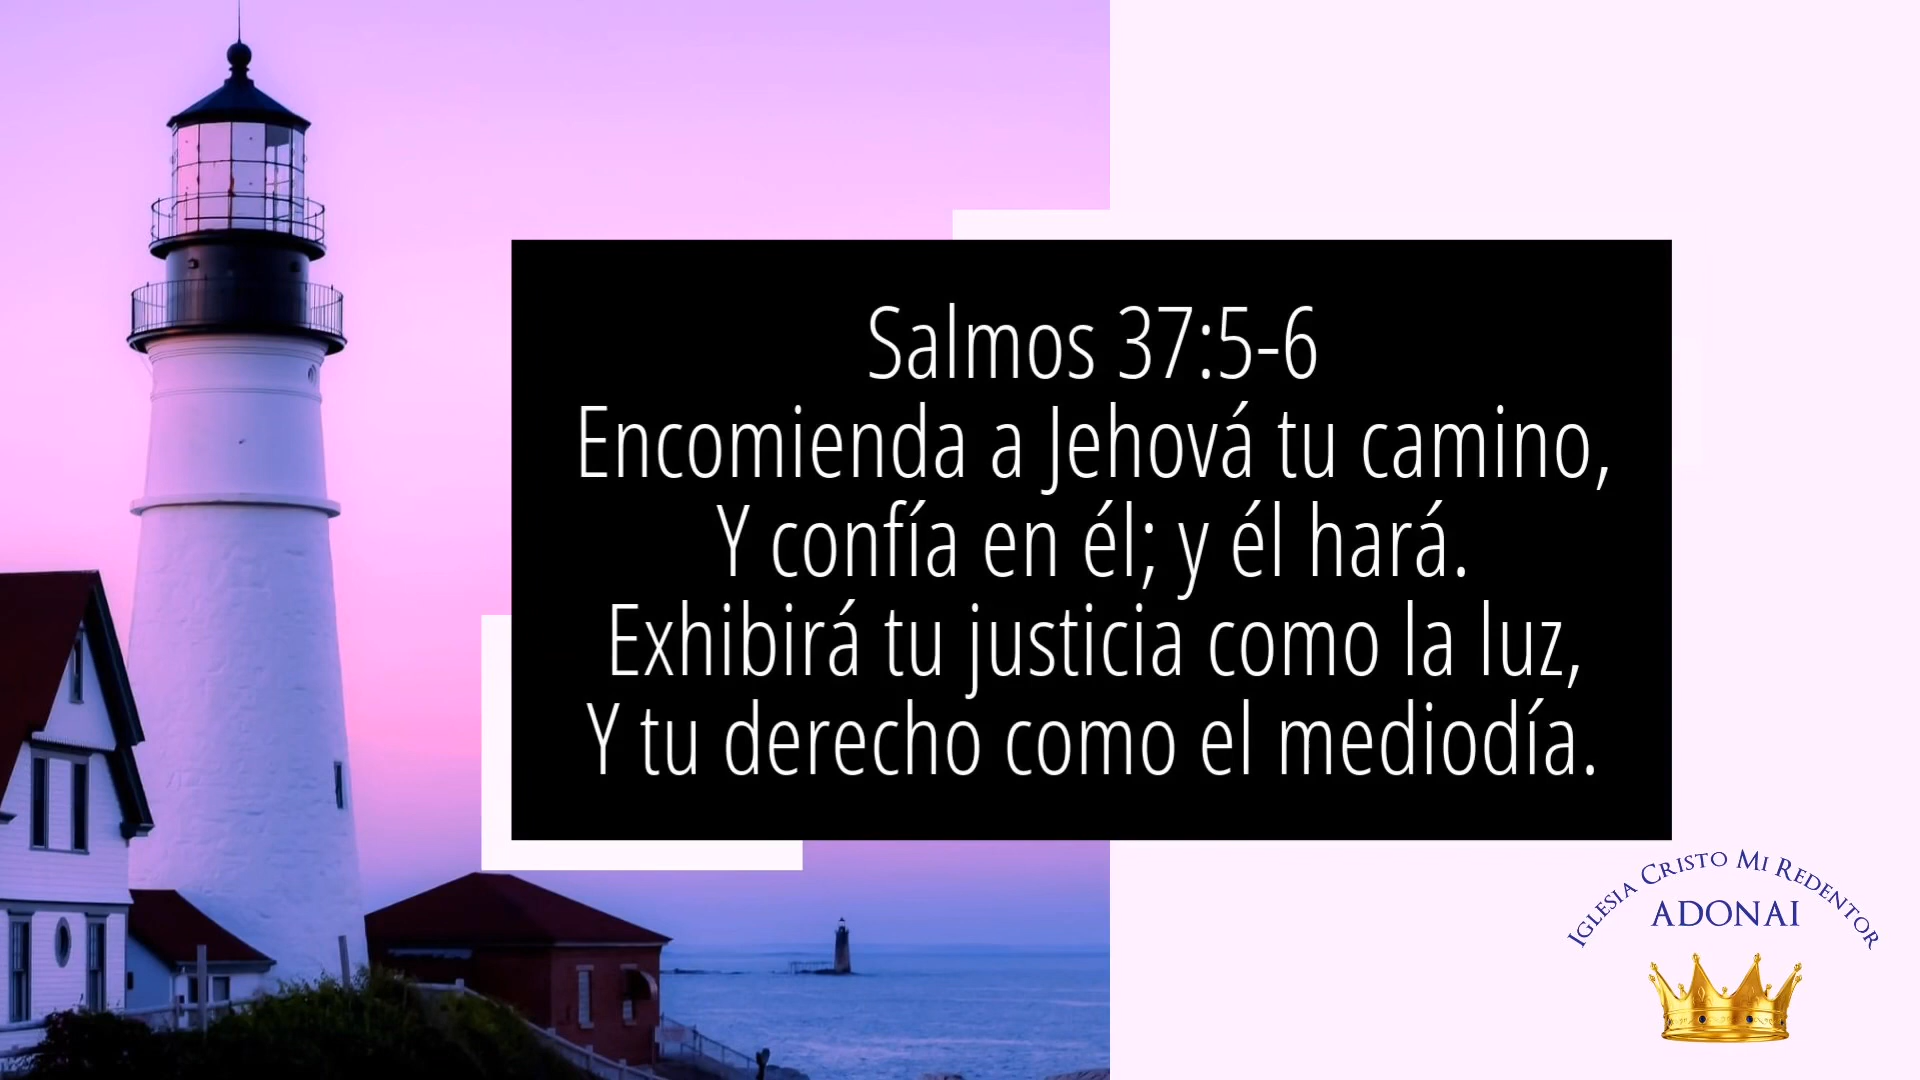 Salmos 37:5-6
Encomienda a Jehová tu camino,
Y confía en él; y él hará.
Exhibirá tu justicia como la luz,
Y tu derecho como el mediodía.
Iglesia Cristo Mi Redentor
ADONAI